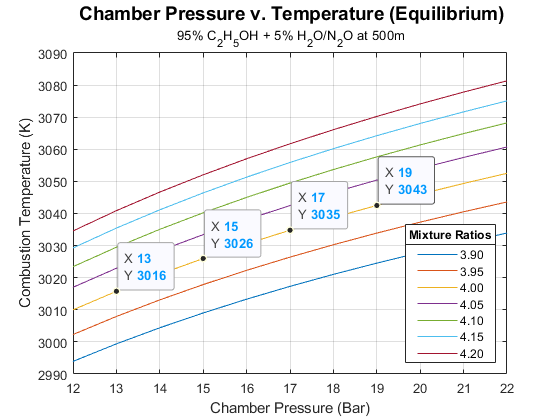 Chamber Pressure v. Temperature (Equilibrium)
95% C2H5OH + 5% H2O/N2O at 500m
3090
3080
3070
3060
3050
3040
3030
3020
3010
3000
2990
Combustion Temperature (K)
X 13
Y 3016
X 15
Y 3026
X 17
Y 3035
X 19
Y 3043
Mixture Ratios
3.90
3.95
4.00
4.05
4.10
4.15
4.20
12 13 14 15 16 17 18 19 20 21 22
Chamber Pressure (Bar)